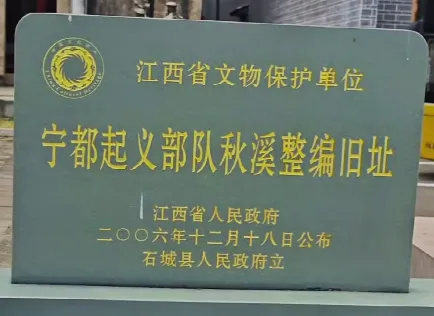 江西省文物保护单位
宁都起义部队秋溪整编旧址
江西省人民政府
二〇〇六年十二月十八日公布
石城县人民政府立